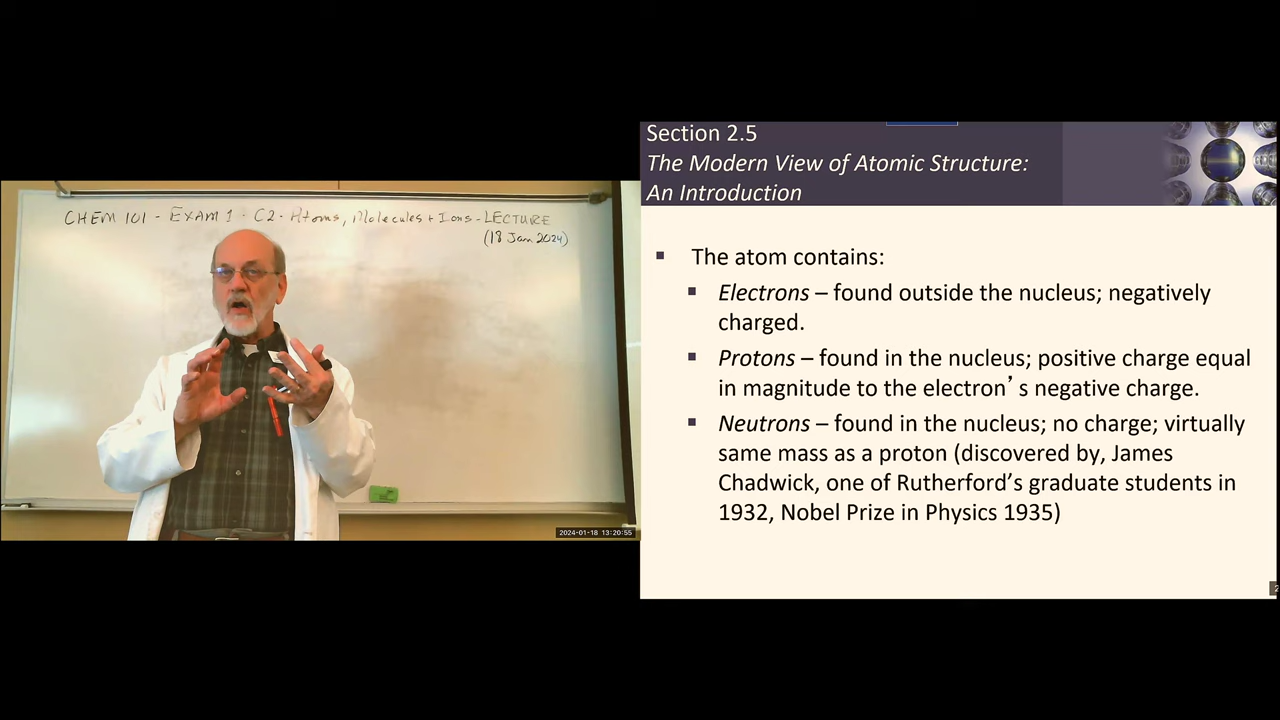 CHEM 101 - EXAM 1 - C2 - Atoms, Molecules + Ions - LECTURE
(18 Jan 2024)
2024-01-18 13:20:55
Section 2.5
The Modern View of Atomic Structure:
An Introduction
▪ The atom contains:
▪ Electrons – found outside the nucleus; negatively
charged.
▪ Protons – found in the nucleus; positive charge equal
in magnitude to the electron’s negative charge.
▪ Neutrons – found in the nucleus; no charge; virtually
same mass as a proton (discovered by, James
Chadwick, one of Rutherford’s graduate students in
1932, Nobel Prize in Physics 1935)